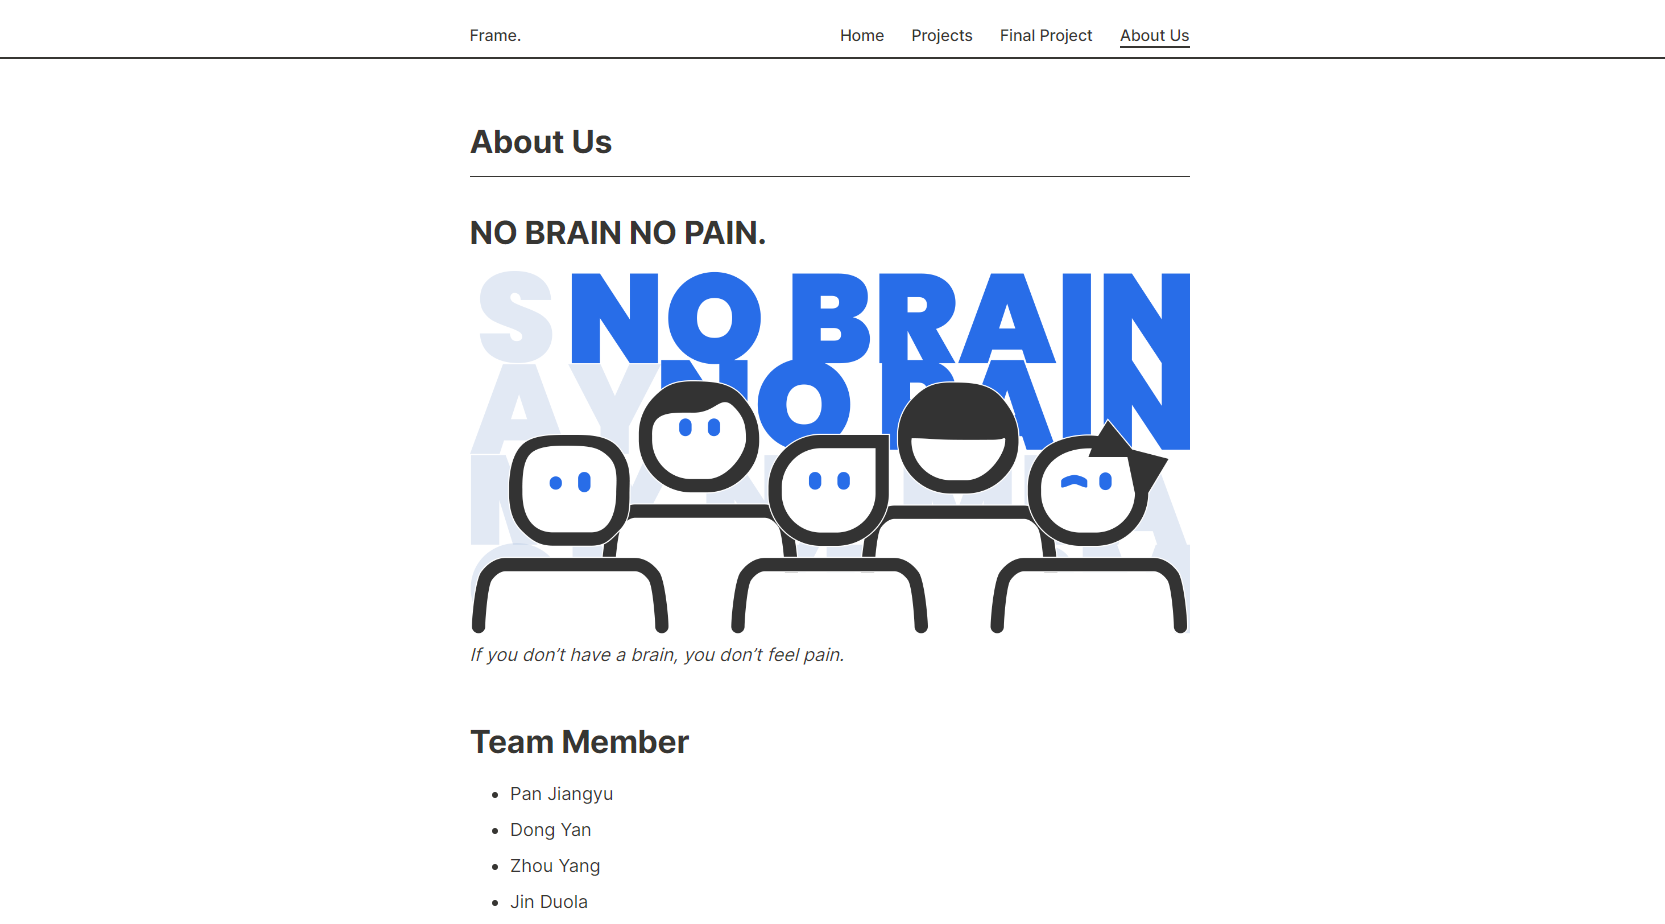 Frame.
Home Projects Final Project About Us
About Us
NO BRAIN NO PAIN.
S NO BRAIN
AY NO PAIN
If you don’t have a brain, you don’t feel pain.
Team Member
Pan Jiangyu
Dong Yan
Zhou Yang
Jin Duola